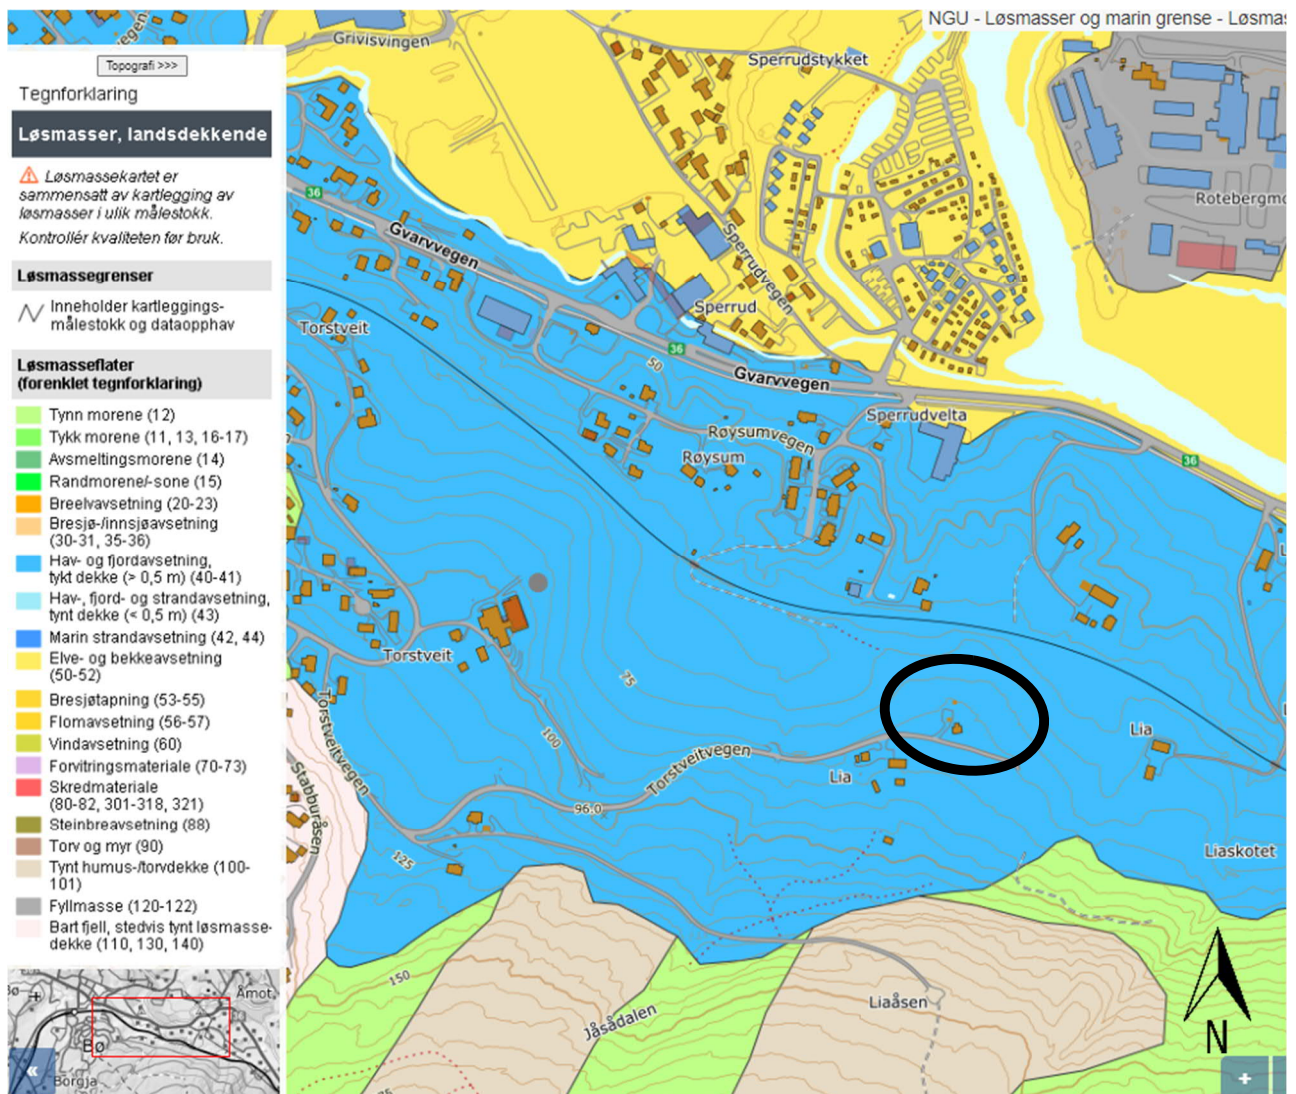 NGU - Løsmasser og marin grense - Løsmas
Topografi >>>
Tegnforklaring
Løsmasser, landsdekkende
Løsmassekartet er
sammensatt av kartlegging av
løsmasser i ulik målestokk.
Kontrollér kvaliteten før bruk.
Løsmassegrenser
Inneholder kartleggings-
målestokk og dataopphav
Løsmasseflater
(forenklet tegnforklaring)
Tynn morene (12)
Tykk morene (11, 13, 16-17)
Avsmeltingsmorene (14)
Randmorene/-sone (15)
Breelvavsetning (20-23)
Bresjø-/innsjøavsetning
(30-31, 35-36)
Hav- og fjordavsetning,
tykt dekke (> 0,5 m) (40-41)
Hav-, fjord- og strandavsetning,
tynt dekke (< 0,5 m) (43)
Marin strandavsetning (42, 44)
Elve- og bekkeavsetning
(50-52)
Bresjøtapning (53-55)
Flomavsetning (56-57)
Vindavsetning (60)
Forvitringsmateriale (70-73)
Skredmateriale
(80-82, 301-318, 321)
Steinbreavsetning (88)
Torv og myr (90)
Tynt humus-/torvdekke (100-
101)
Fyllmasse (120-122)
Bart fjell, stedvis tynt løsmasse-
dekke (110, 130, 140)
Åmot
Bø
Borgja
«
egen
Grivisvingen
Sperrudstykket
Rotebergmo
36
Gvarvvegen
Sperrudvegen
Sperrud
Torstveit
36
50
Gvarvvegen
Sperrudvelta
Røysumvegen
Røysum
36
Torstveit
75
100
Torstveitvegen
Torstveitvegen
Lia
Lia
96.0
Stabburåsen
125
Liaskotet
150
Jåsådalen
Liaåsen
N
+